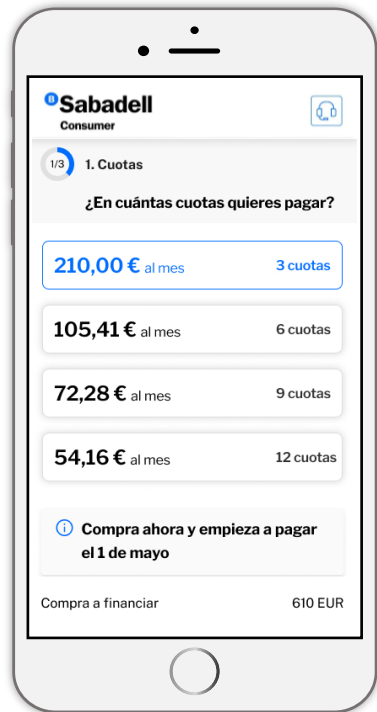 Sabadell
Consumer
1/3 1. Cuotas
¿En cuántas cuotas quieres pagar?
210,00 € al mes 3 cuotas
105,41 € al mes 6 cuotas
72,28 € al mes 9 cuotas
54,16 € al mes 12 cuotas
Compra ahora y empieza a pagar
el 1 de mayo
Compra a financiar 610 EUR